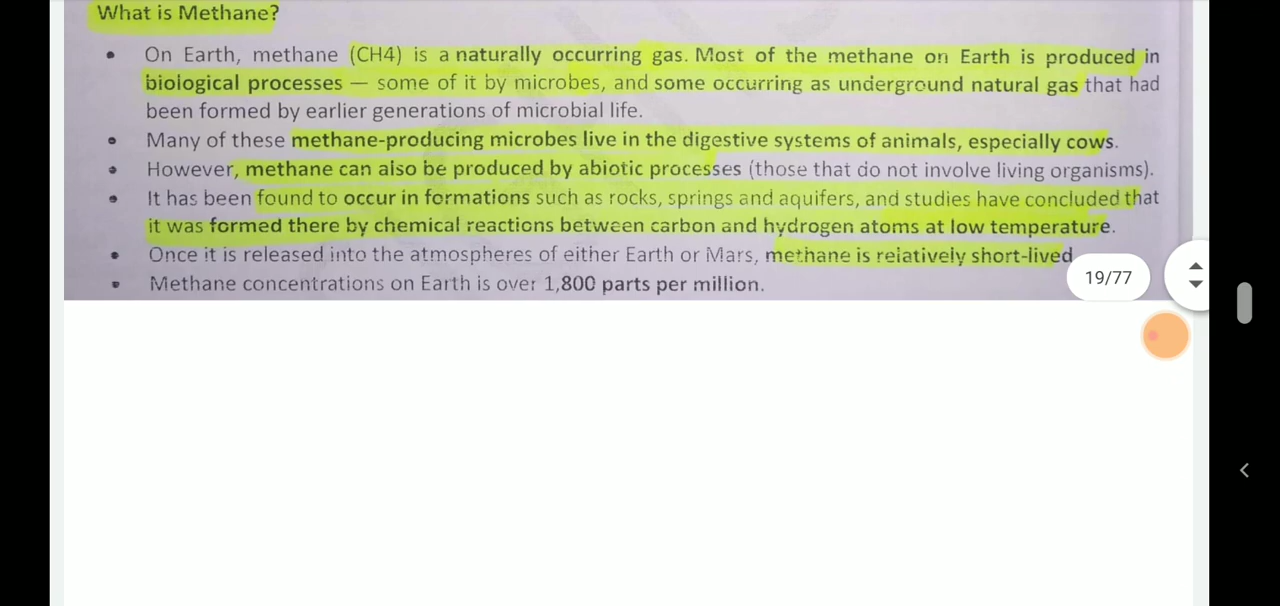 What is Methane?
• On Earth, methane (CH4) is a naturally occurring gas. Most of the methane on Earth is produced in
biological processes — some of it by microbes, and some occurring as underground natural gas that had
been formed by earlier generations of microbial life.
• Many of these methane-producing microbes live in the digestive systems of animals, especially cows.
• However, methane can also be produced by abiotic processes (those that do not involve living organisms).
• It has been found to occur in formations such as rocks, springs and aquifers, and studies have concluded that
it was formed there by chemical reactions between carbon and hydrogen atoms at low temperature.
• Once it is released into the atmospheres of either Earth or Mars, methane is relatively short-lived
• Methane concentrations on Earth is over 1,800 parts per million.
19/77